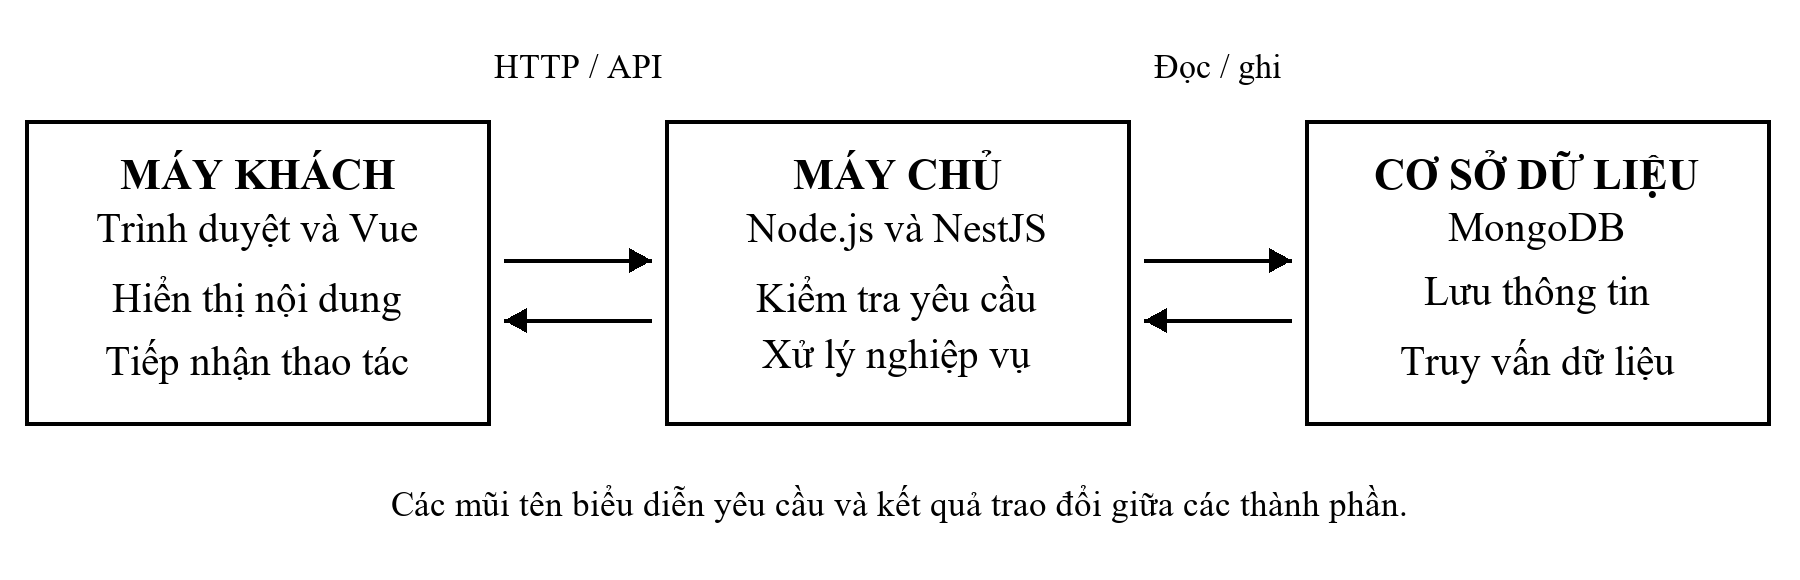 HTTP / API
Đọc / ghi
MÁY KHÁCH
Trình duyệt và Vue
Hiển thị nội dung
Tiếp nhận thao tác
MÁY CHỦ
Node.js và NestJS
Kiểm tra yêu cầu
Xử lý nghiệp vụ
CƠ SỞ DỮ LIỆU
MongoDB
Lưu thông tin
Truy vấn dữ liệu
Các mũi tên biểu diễn yêu cầu và kết quả trao đổi giữa các thành phần.